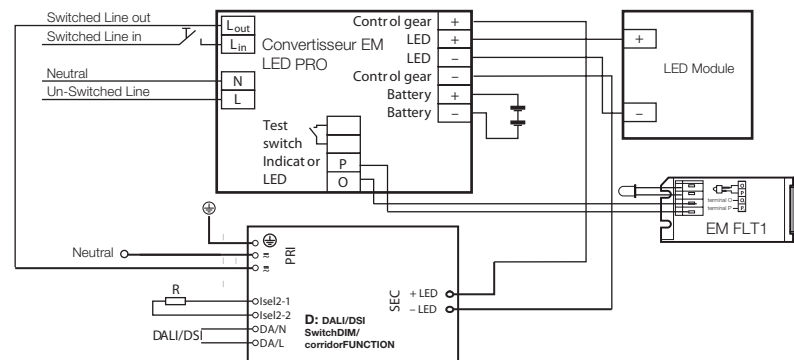 Switched Line out
Switched Line in
Neutral
Un-Switched Line
Lout
Lin
Convertisseur EM
LED PRO
N
L
Test
switch
Indicator
LED
P
O
Control gear +
LED +
LED –
Control gear –
Battery +
Battery –
+
LED Module
–
terminal O
terminal P
O
P
O
P
EM FLT1
Neutral
PRI
~
~
R
Isel2-1
Isel2-2
DALI/DSI
DA/N
DA/L
D: DALI/DSI
SwitchDIM/
corridorFUNCTION
SEC
+ LED
– LED